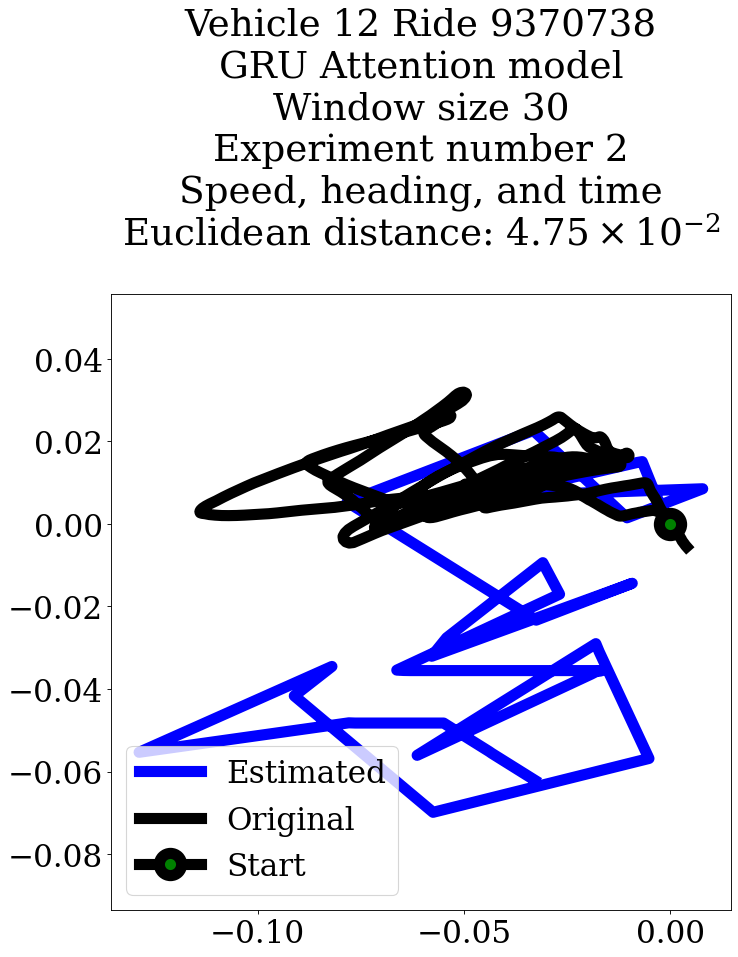 Vehicle 12 Ride 9370738
GRU Attention model
Window size 30
Experiment number 2
Speed, heading, and time
Euclidean distance: 4.75 × 10⁻²
0.04
0.02
0.00
−0.02
−0.04
−0.06
−0.08
Estimated
Original
Start
−0.10
−0.05
0.00